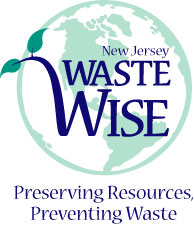 New Jersey
WASTE
WISE
Preserving Resources,
Preventing Waste